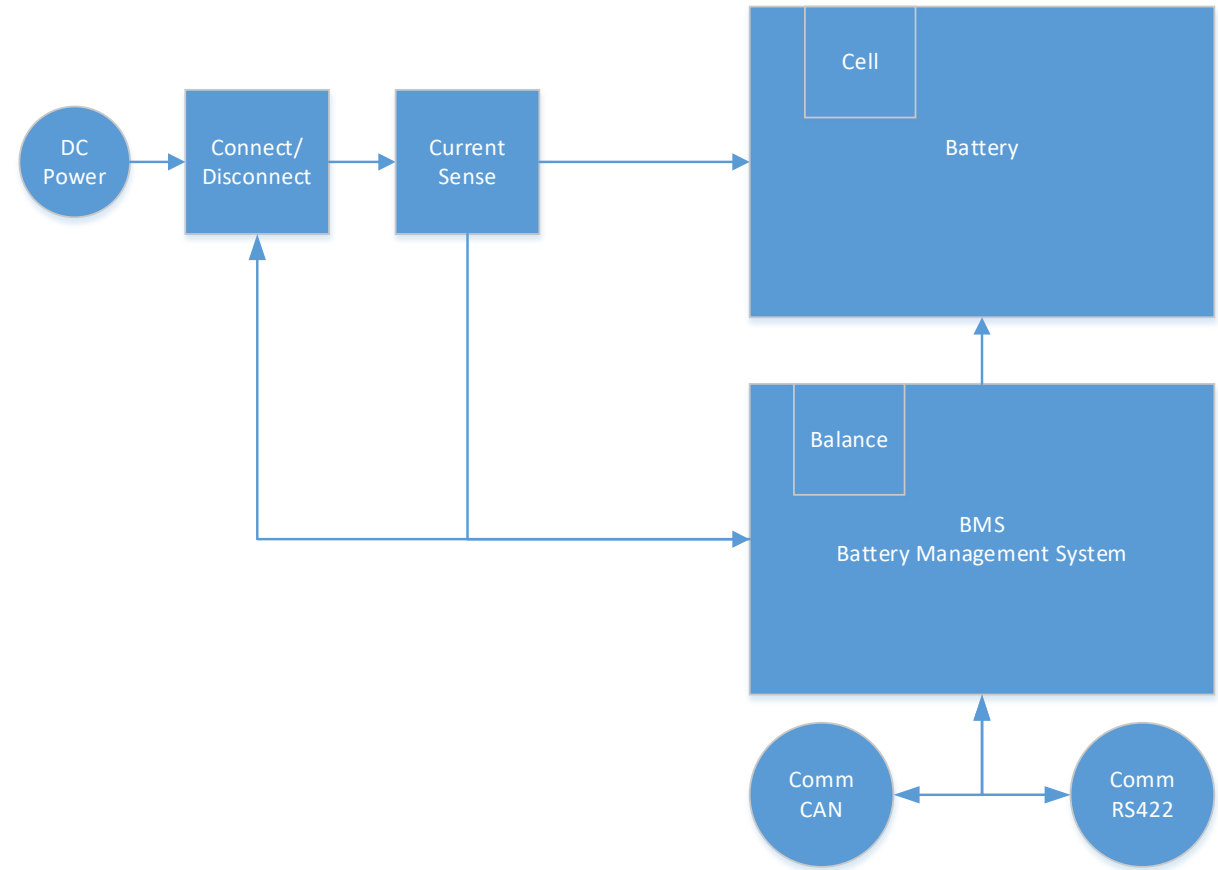 Cell
DC
Power
Connect/
Disconnect
Current
Sense
Battery
Balance
BMS
Battery Management System
Comm
CAN
Comm
RS422